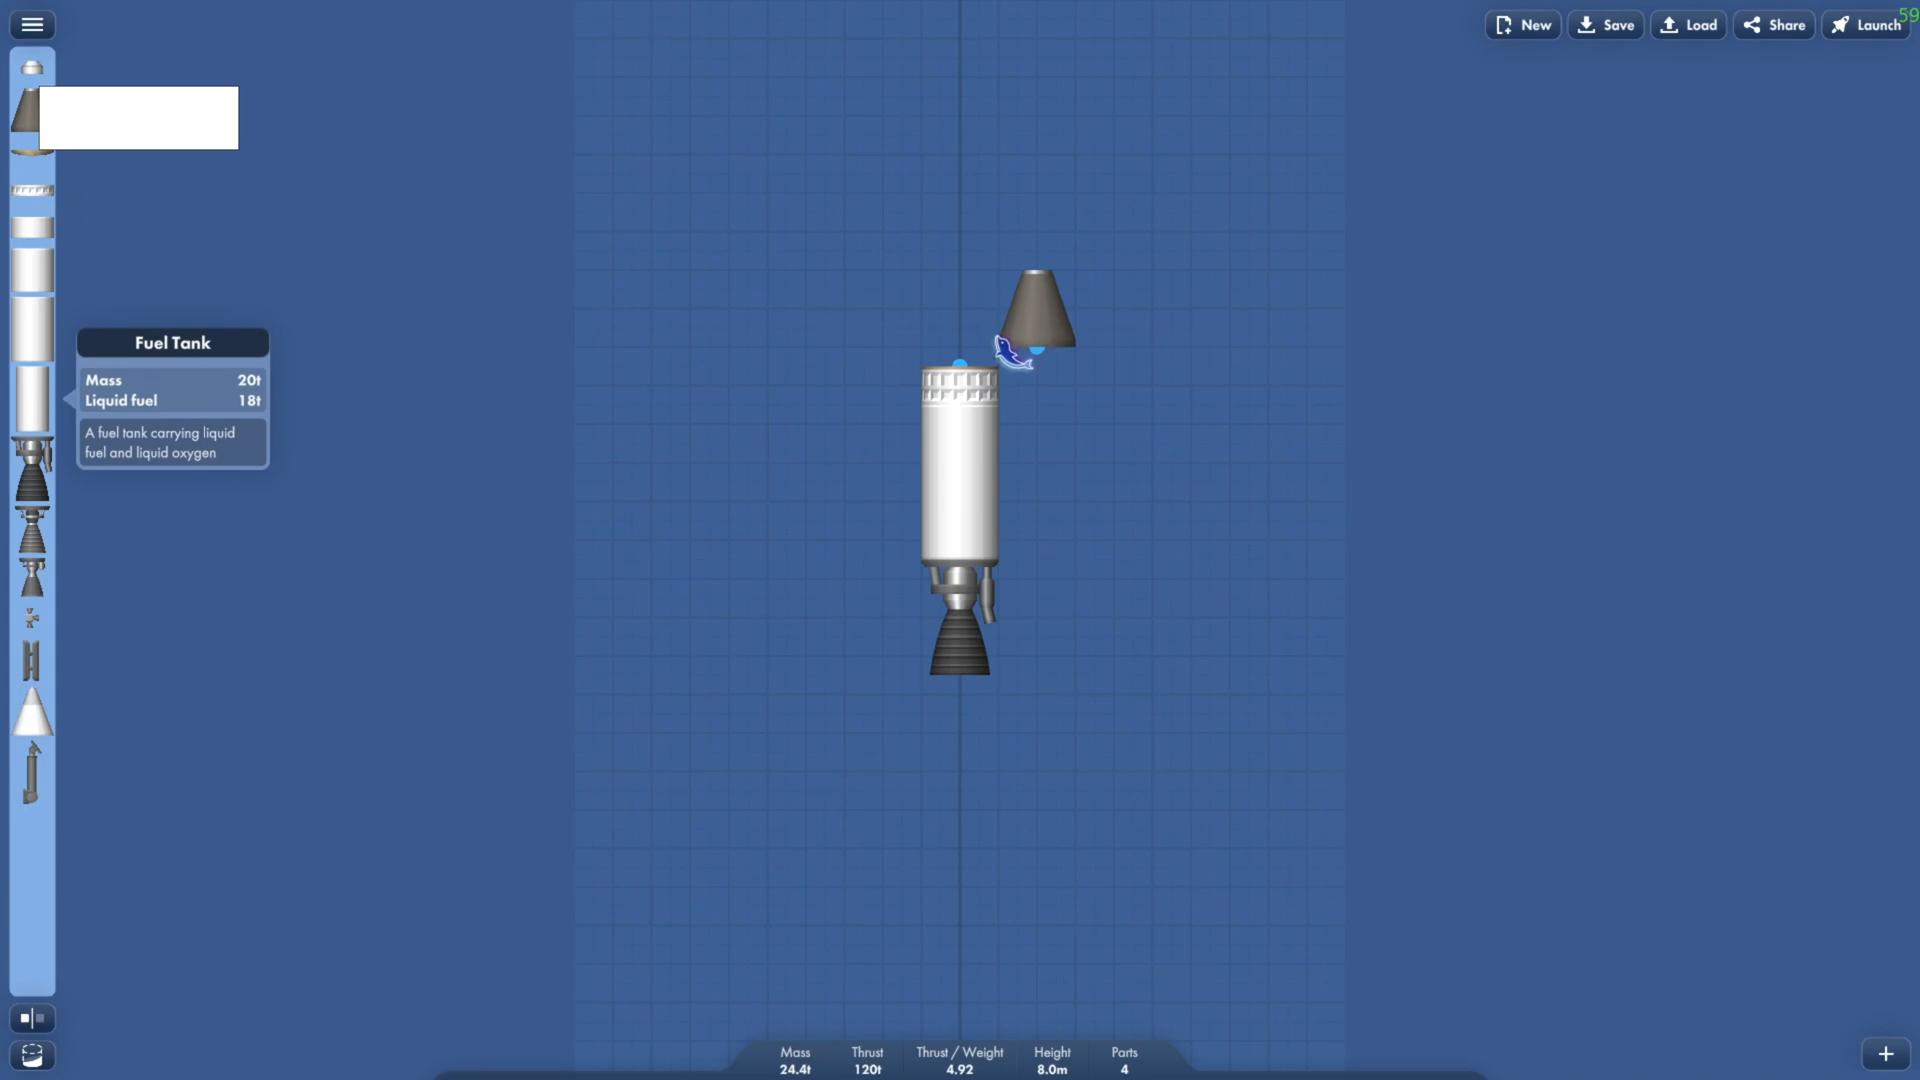 59
New
Save
Load
Share
Launch
Fuel Tank
Mass 20t
Liquid fuel 18t
A fuel tank carrying liquid
fuel and liquid oxygen
Mass Thrust Thrust / Weight Height Parts
24.4t 120t 4.92 8.0m 4